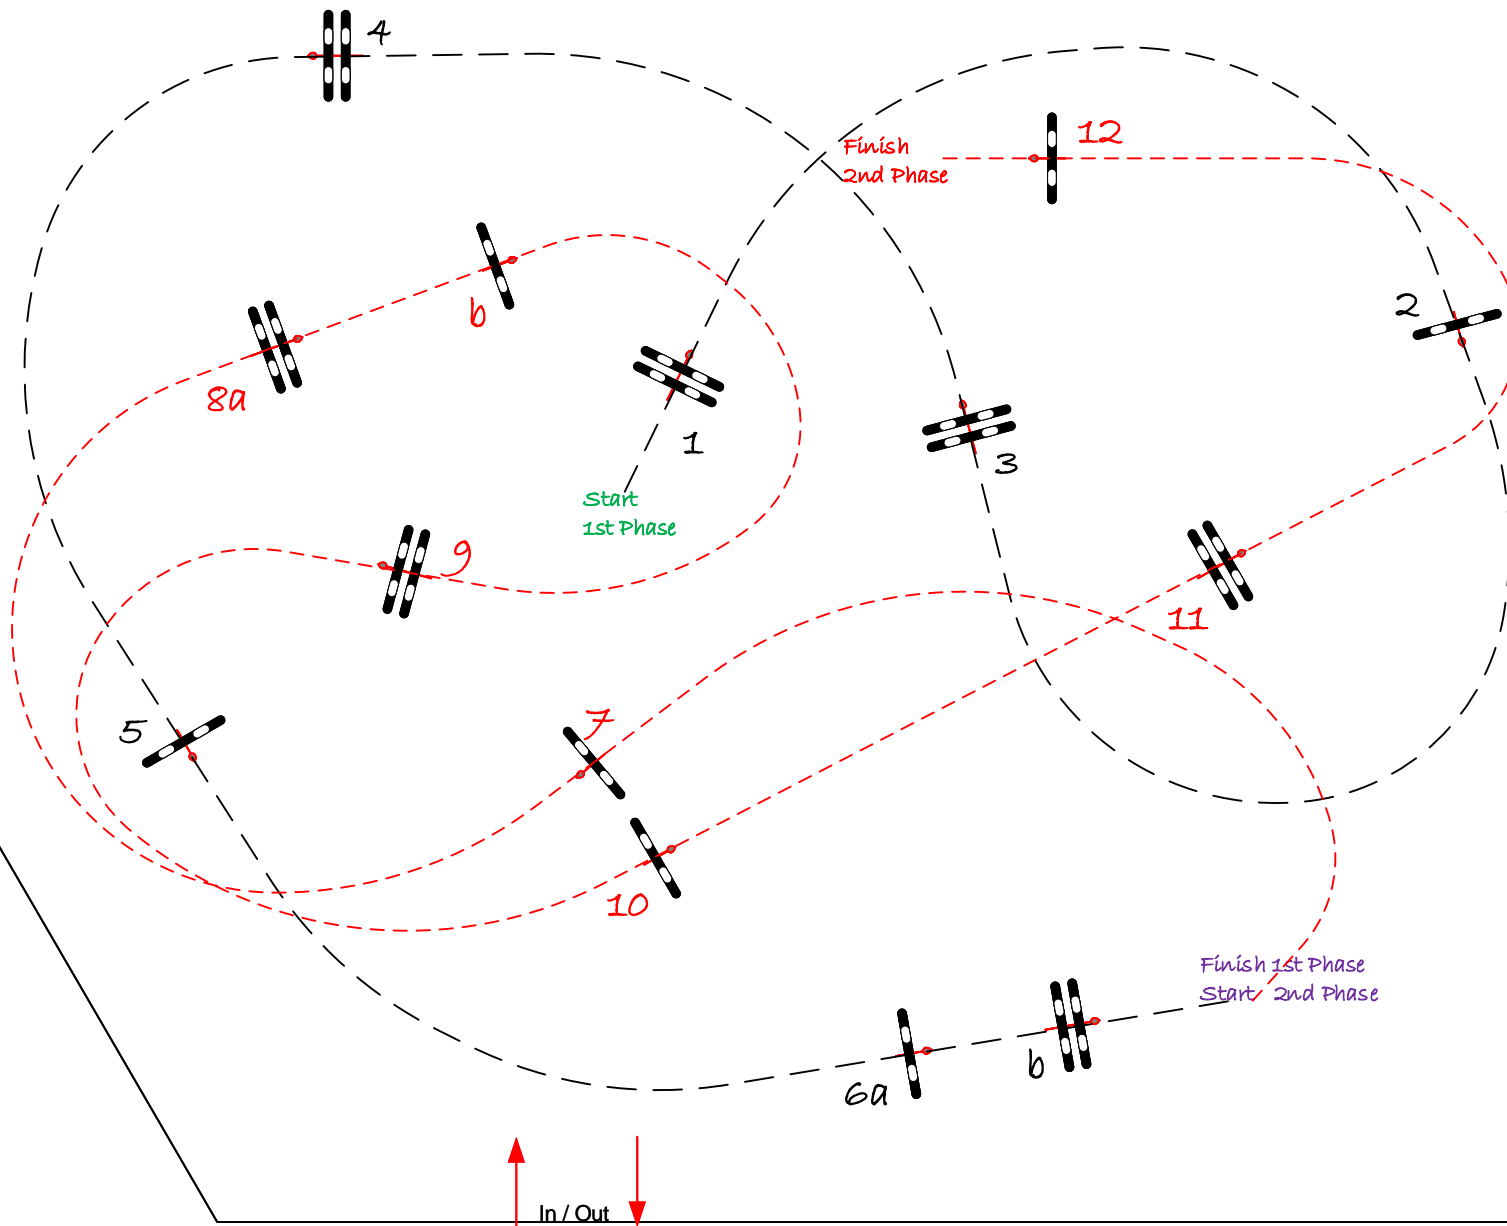 4
Finish
2nd Phase
12
2
b
8a
1
3
Start
1st Phase
9
11
7
5
10
Finish 1st Phase
Start 2nd Phase
b
6a
In / Out